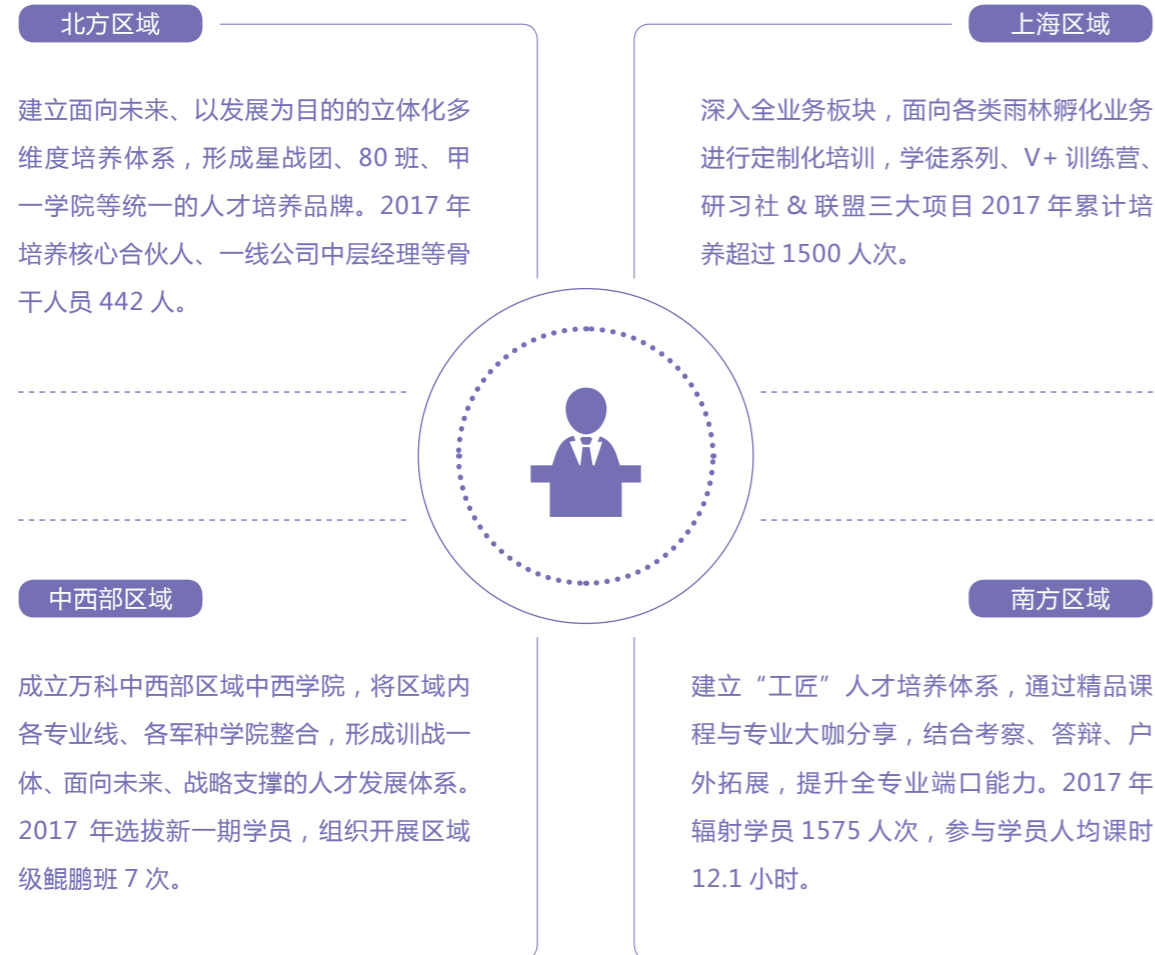 北方区域
建立面向未来、以发展为目的的立体化多
维度培养体系，形成星战团、80 班、甲
一学院等统一的人才培养品牌。2017 年
培养核心合伙人、一线公司中层经理等骨
干人员 442 人。
上海区域
深入全业务板块，面向各类雨林孵化业务
进行定制化培训，学徒系列、V+ 训练营、
研习社 & 联盟三大项目 2017 年累计培
养超过 1500 人次。
中西部区域
成立万科中西部区域中西学院，将区域内
各专业线、各军种学院整合，形成训战一
体、面向未来、战略支撑的人才发展体系。
2017 年选拔新一期学员，组织开展区域
级鲲鹏班 7 次。
南方区域
建立“工匠”人才培养体系，通过精品课
程与专业大咖分享，结合考察、答辩、户
外拓展，提升全专业端口能力。2017 年
辐射学员 1575 人次，参与学员人均课时
12.1 小时。